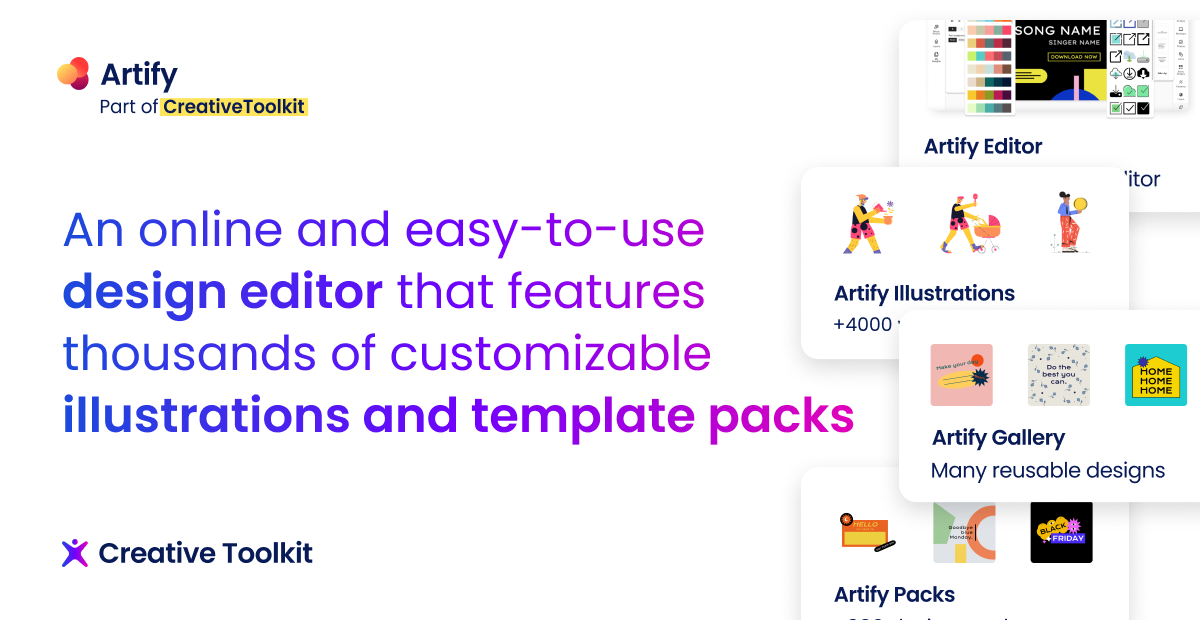 Artify
Part of CreativeToolkit
An online and easy-to-use
design editor that features
thousands of customizable
illustrations and template packs
Creative Toolkit
SONG NAME
SINGER NAME
DOWNLOAD NOW
Artify Editor
itor
Artify Illustrations
+4000
Make your day
Do the
best you
can.
HOME
HOME
HOME
Artify Gallery
Many reusable designs
HELLO
Goodbye
blue
Monday.
BLACK
FRIDAY
Artify Packs